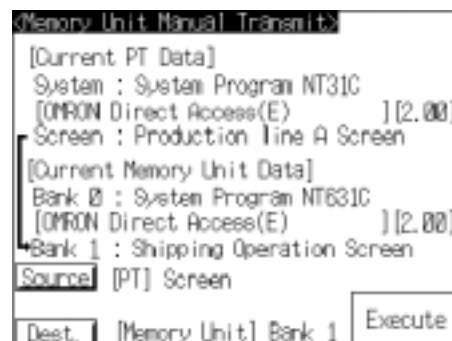 <Memory Unit Manual Transmit>
[Current PT Data]
System : System Program NT31C
[OMRON Direct Access(E) ][2.00]
Screen : Production line A Screen
[Current Memory Unit Data]
Bank 0 : System Program NT631C
[OMRON Direct Access(E) ][2.00]
Bank 1 : Shipping Operation Screen
Source [PT] Screen
Execute
Dest. [Memory Unit] Bank 1